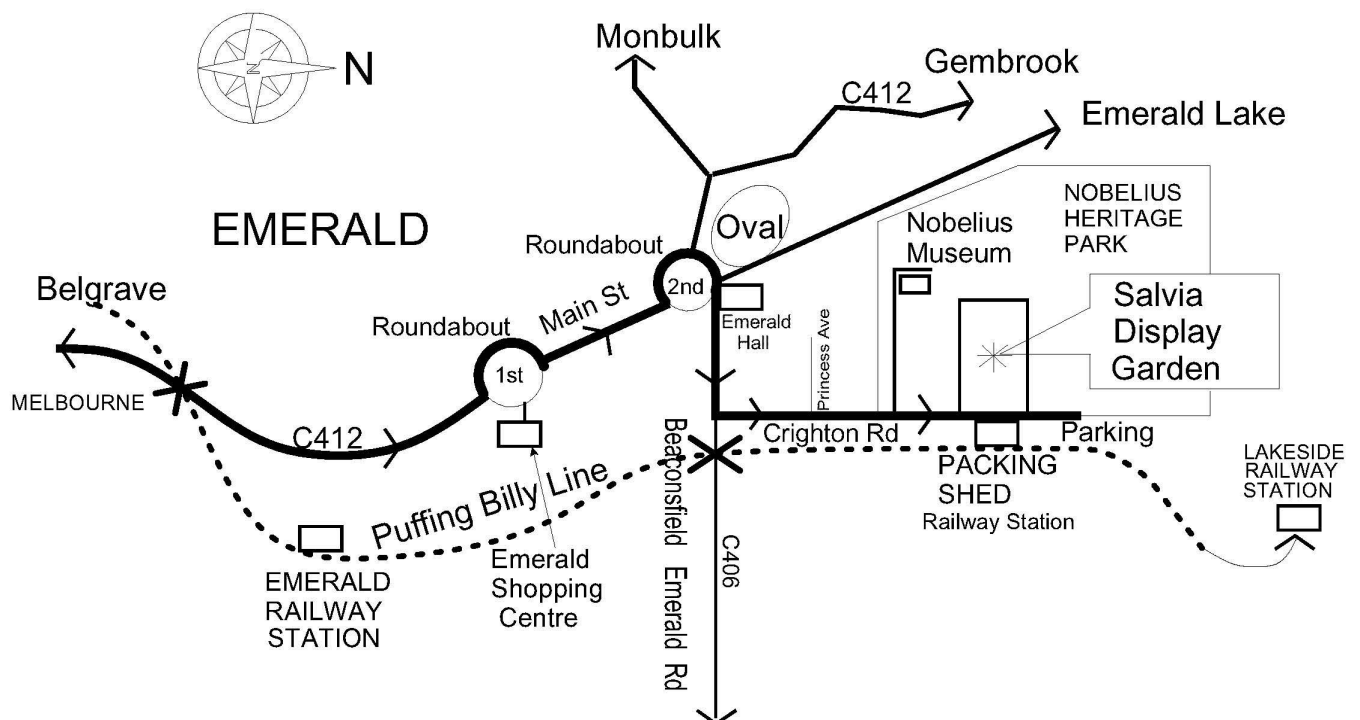 Monbulk
Gembrook
N
C412
Emerald Lake
EMERALD
Oval
NOBELIUS
HERITAGE
PARK
Nobelius
Museum
Roundabout
Belgrave
2nd
Main St
Salvia
Display
Garden
Roundabout
Emerald
Hall
Princess Ave
1st
MELBOURNE
C412
Crighton Rd
Parking
Beaconsfield Emerald Rd
C406
PACKING
SHED
Railway Station
LAKESIDE
RAILWAY
STATION
Puffing Billy Line
Emerald
Shopping
Centre
EMERALD
RAILWAY
STATION